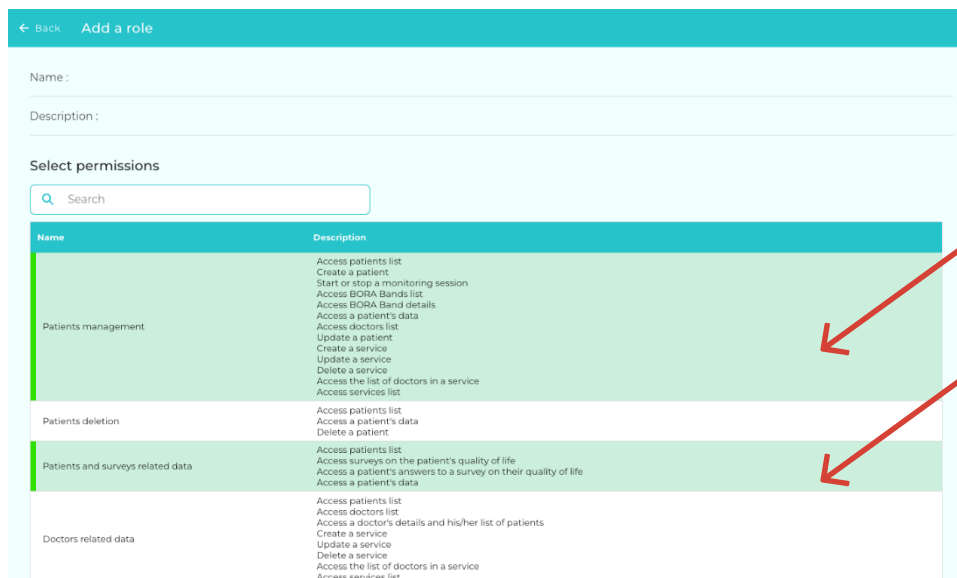 Back Add a role
Name :
Description :
Select permissions
Search
Name Description
Patients management
Access patients list
Create a patient
Start or stop a monitoring session
Access BORA Bands list
Access BORA Band details
Access a patient's data
Access doctors list
Update a patient
Create a service
Update a service
Delete a service
Access the list of doctors in a service
Access services list
Patients deletion
Access patients list
Access a patient's data
Delete a patient
Patients and surveys related data
Access patients list
Access surveys on the patient's quality of life
Access a patient's answers to a survey on their quality of life
Access a patient's data
Doctors related data
Access patients list
Access doctors list
Access a doctor's details and his/her list of patients
Create a service
Update a service
Delete a service
Access the list of doctors in a service
Access services list